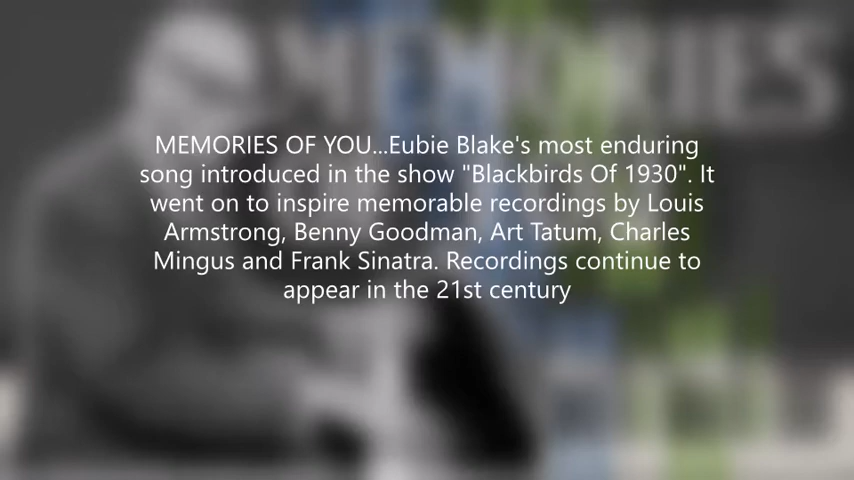 MEMORIES
MEMORIES OF YOU...Eubie Blake's most enduring
song introduced in the show "Blackbirds Of 1930". It
went on to inspire memorable recordings by Louis
Armstrong, Benny Goodman, Art Tatum, Charles
Mingus and Frank Sinatra. Recordings continue to
appear in the 21st century